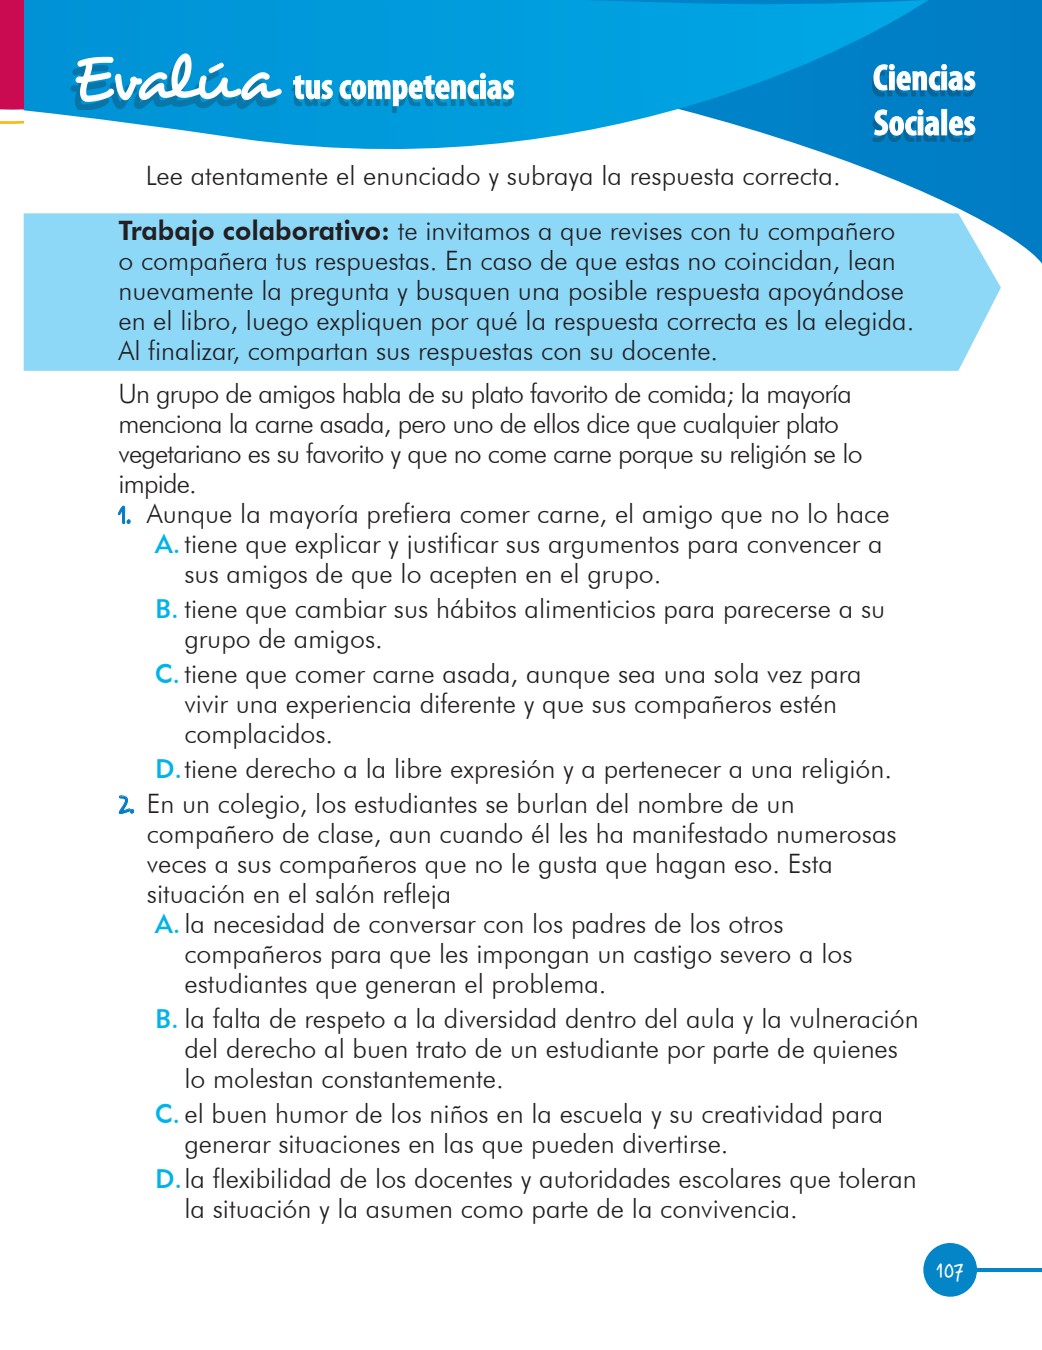 Evalúa tus competencias
Ciencias
Sociales
Lee atentamente el enunciado y subraya la respuesta correcta.
Trabajo colaborativo: te invitamos a que revises con tu compañero
o compañera tus respuestas. En caso de que estas no coincidan, lean
nuevamente la pregunta y busquen una posible respuesta apoyándose
en el libro, luego expliquen por qué la respuesta correcta es la elegida.
Al finalizar, compartan sus respuestas con su docente.
Un grupo de amigos habla de su plato favorito de comida; la mayoría
menciona la carne asada, pero uno de ellos dice que cualquier plato
vegetariano es su favorito y que no come carne porque su religión se lo
impide.
1. Aunque la mayoría prefiera comer carne, el amigo que no lo hace
A. tiene que explicar y justificar sus argumentos para convencer a
sus amigos de que lo acepten en el grupo.
B. tiene que cambiar sus hábitos alimenticios para parecerse a su
grupo de amigos.
C. tiene que comer carne asada, aunque sea una sola vez para
vivir una experiencia diferente y que sus compañeros estén
complacidos.
D. tiene derecho a la libre expresión y a pertenecer a una religión.
2. En un colegio, los estudiantes se burlan del nombre de un
compañero de clase, aun cuando él les ha manifestado numerosas
veces a sus compañeros que no le gusta que hagan eso. Esta
situación en el salón refleja
A. la necesidad de conversar con los padres de los otros
compañeros para que les impongan un castigo severo a los
estudiantes que generan el problema.
B. la falta de respeto a la diversidad dentro del aula y la vulneración
del derecho al buen trato de un estudiante por parte de quienes
lo molestan constantemente.
C. el buen humor de los niños en la escuela y su creatividad para
generar situaciones en las que pueden divertirse.
D. la flexibilidad de los docentes y autoridades escolares que toleran
la situación y la asumen como parte de la convivencia.
107